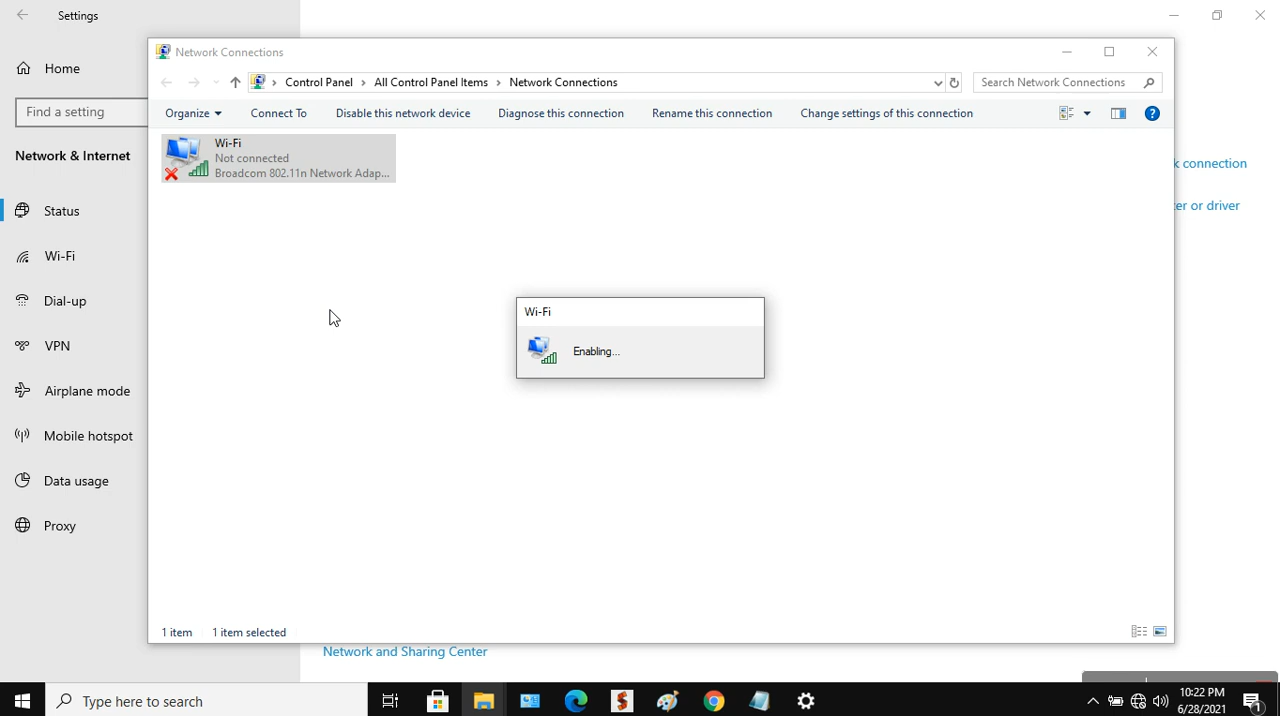 Settings
Home
Find a setting
Network & Internet
Status
Wi-Fi
Dial-up
VPN
Airplane mode
Mobile hotspot
Data usage
Proxy
Network Connections
Control Panel > All Control Panel Items > Network Connections
Search Network Connections
Organize
Connect To
Disable this network device
Diagnose this connection
Rename this connection
Change settings of this connection
Wi-Fi
Not connected
Broadcom 802.11n Network Adap...
Wi-Fi
Enabling...
1 item
1 item selected
k connection
ter or driver
Network and Sharing Center
Type here to search
10:22 PM
6/28/2021
1